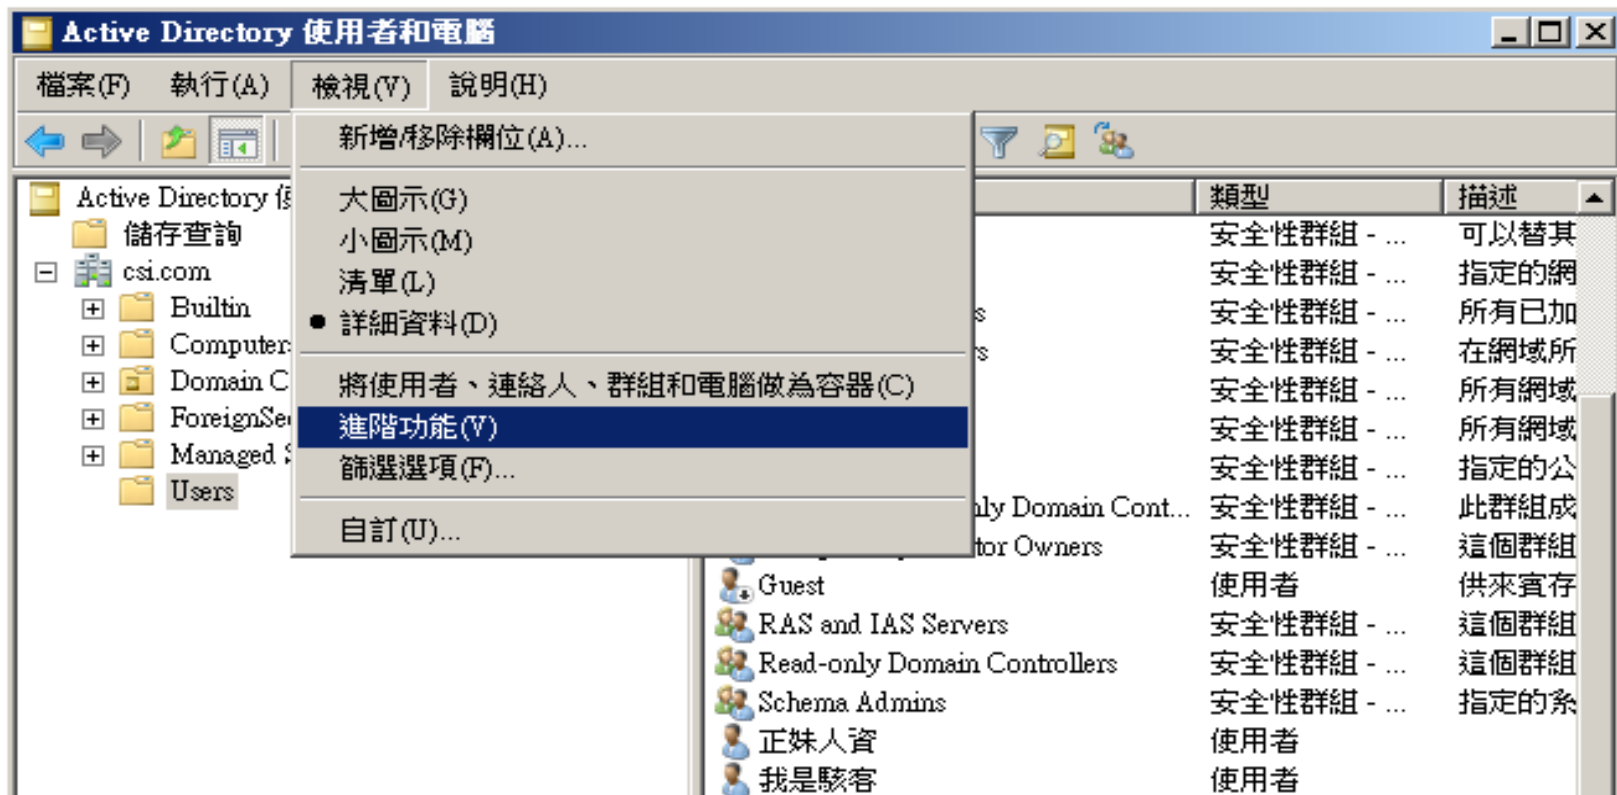 Active Directory 使用者和電腦
檔案(F) 執行(A) 檢視(V) 說明(H)
新增/移除欄位(A)...
大圖示(G)
小圖示(M)
清單(L)
詳細資料(D)
將使用者、連絡人、群組和電腦做為容器(C)
進階功能(V)
篩選選項(F)...
自訂(U)...
Active Directory 使
儲存查詢
csi.com
Builtin
Computers
Domain C
ForeignSe
Managed S
Users
類型 描述
安全性群組 - ... 可以替其
安全性群組 - ... 指定的網
s 安全性群組 - ... 所有已加
s 安全性群組 - ... 在網域所
安全性群組 - ... 所有網域
安全性群組 - ... 所有網域
安全性群組 - ... 指定的公
nly Domain Cont... 安全性群組 - ... 此群組成
tor Owners 安全性群組 - ... 這個群組
Guest 使用者 供來賓存
RAS and IAS Servers 安全性群組 - ... 這個群組
Read-only Domain Controllers 安全性群組 - ... 這個群組
Schema Admins 安全性群組 - ... 指定的系
正妹人資 使用者
我是駭客 使用者